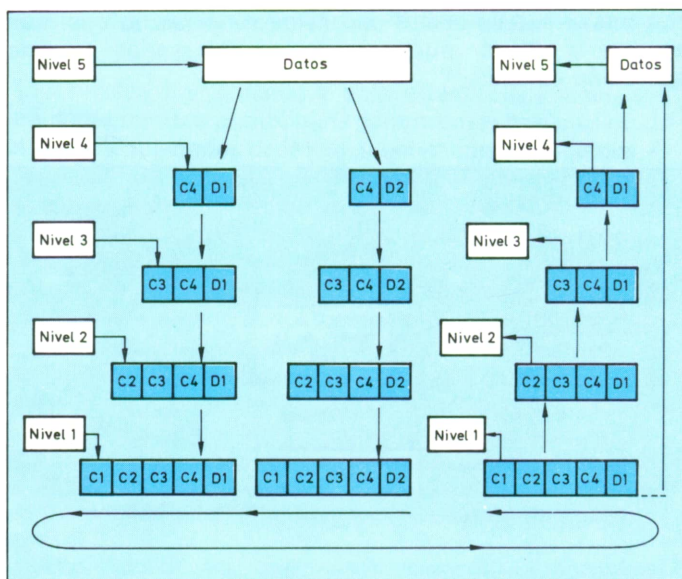 Nivel 5 Datos Nivel 5 Datos
Nivel 4 Nivel 4
C4 D1 C4 D2 C4 D1
Nivel 3 Nivel 3
C3 C4 D1 C3 C4 D2 C3 C4 D1
Nivel 2 Nivel 2
C2 C3 C4 D1 C2 C3 C4 D2 C2 C3 C4 D1
Nivel 1 Nivel 1
C1 C2 C3 C4 D1 C1 C2 C3 C4 D2 C1 C2 C3 C4 D1